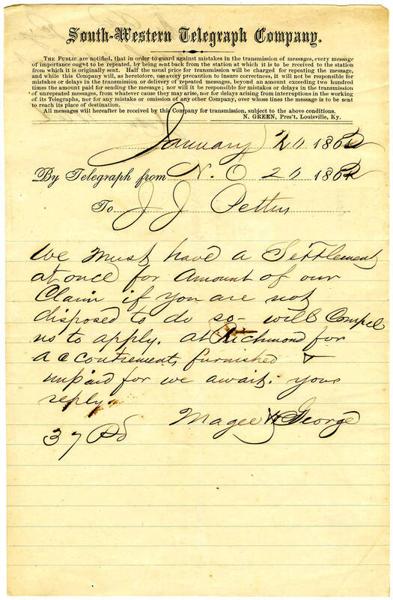 South-Western Telegraph Company.
THE PUBLIC are notified, that in order to guard against mistakes in the transmission of messages, every message
of importance ought to be repeated, by being sent back from the station at which it is to be received to the station
from which it is originally sent. Half the usual price for transmission will be charged for repeating the message,
and while this Company will, as heretofore, use every precaution to insure correctness, it will not be responsible for
mistakes or delays in the transmission or delivery of repeated messages, beyond an amount exceeding two hundred
times the amount paid for sending the message; nor will it be responsible for mistakes or delays in the transmission
of unrepeated messages, from whatever cause they may arise, nor for delays arising from interruptions in the working
of its Telegraphs, nor for any mistake or omission of any other Company, over whose lines the message is to be sent
to reach its place of destination.
All messages will hereafter be received by this Company for transmission, subject to the above conditions.
N. GREEN, Pres't, Louisville, Ky.
January 20 1862
By Telegraph from N. O 20 1862
To J J Pettus
We must have a Settlement
at once for amount of our
Claim if you are not
disposed to do so - will Compel
us to apply. at Richmond for
accoutrements furnished &
unpaid for we await. your
reply.
Magee & George
37 Pd